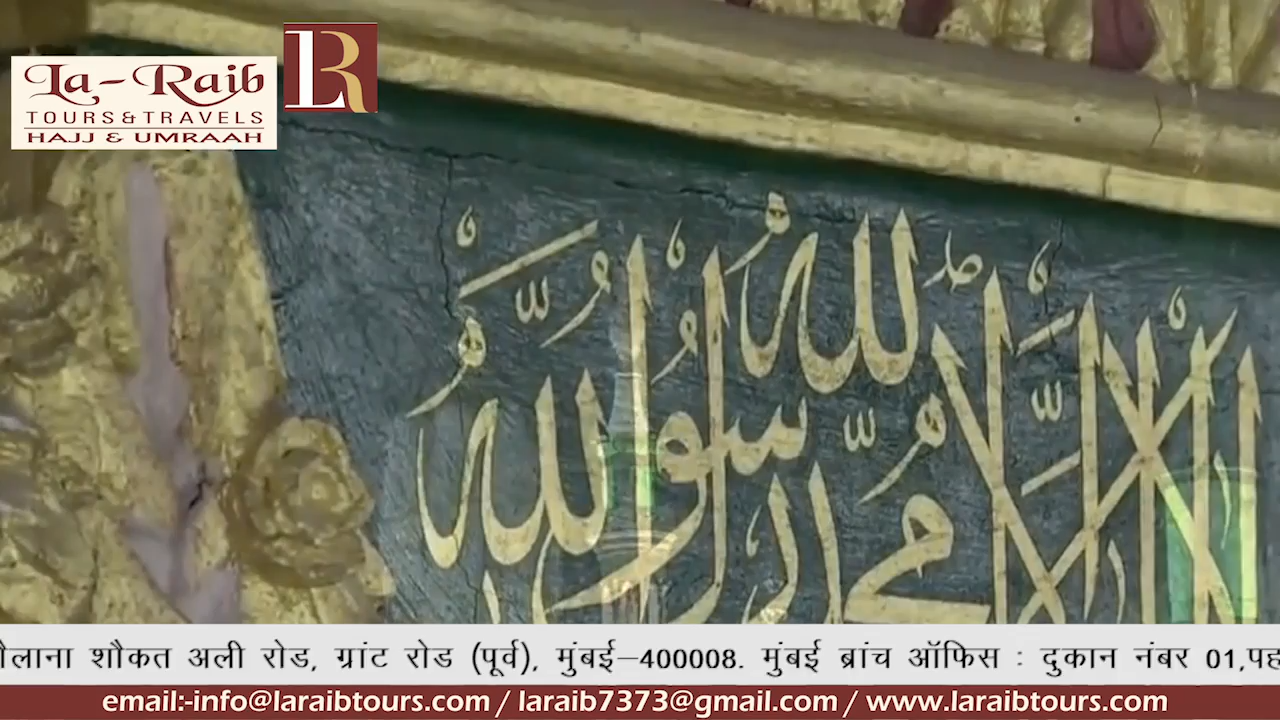 La-Raib
TOURS & TRAVELS
HAJJ & UMRAAH
LR
لا إله إلا الله
محمد رسول الله
ौलाना शौकत अली रोड, ग्रांट रोड (पूर्व), मुंबई–400008. मुंबई ब्रांच ऑफिस : दुकान नंबर 01,पह
email:-info@laraibtours.com / laraib7373@gmail.com / www.laraibtours.com